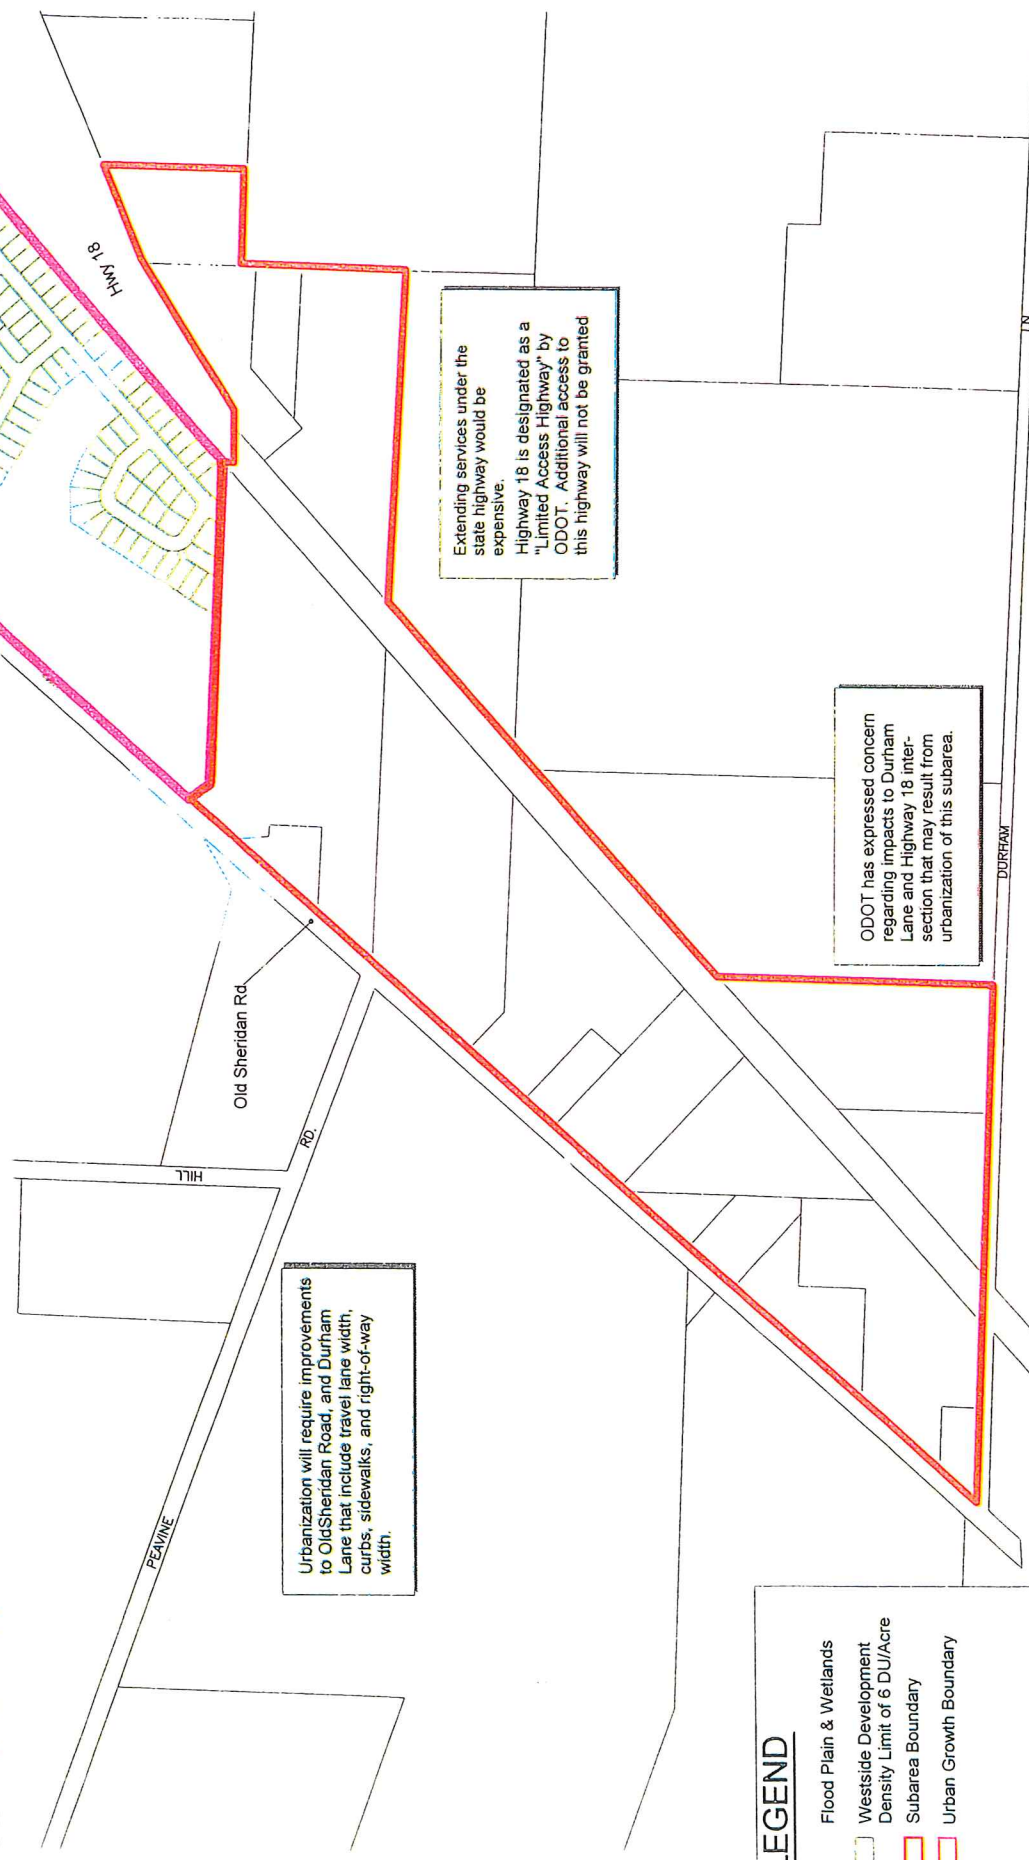 Hwy 18
Extending services under the
state highway would be
expensive.
Highway 18 is designated as a
"Limited Access Highway" by
ODOT. Additional access to
this highway will not be granted
ODOT has expressed concern
regarding impacts to Durham
Lane and Highway 18 inter-
section that may result from
urbanization of this subarea.
DURHAM
LN
Old Sheridan Rd
HILL
RD.
PEAVINE
Urbanization will require improvements
to OldSheridan Road, and Durham
Lane that include travel lane width,
curbs, sidewalks, and right-of-way
width.
EGEND
Flood Plain & Wetlands
Westside Development
Density Limit of 6 DU/Acre
Subarea Boundary
Urban Growth Boundary